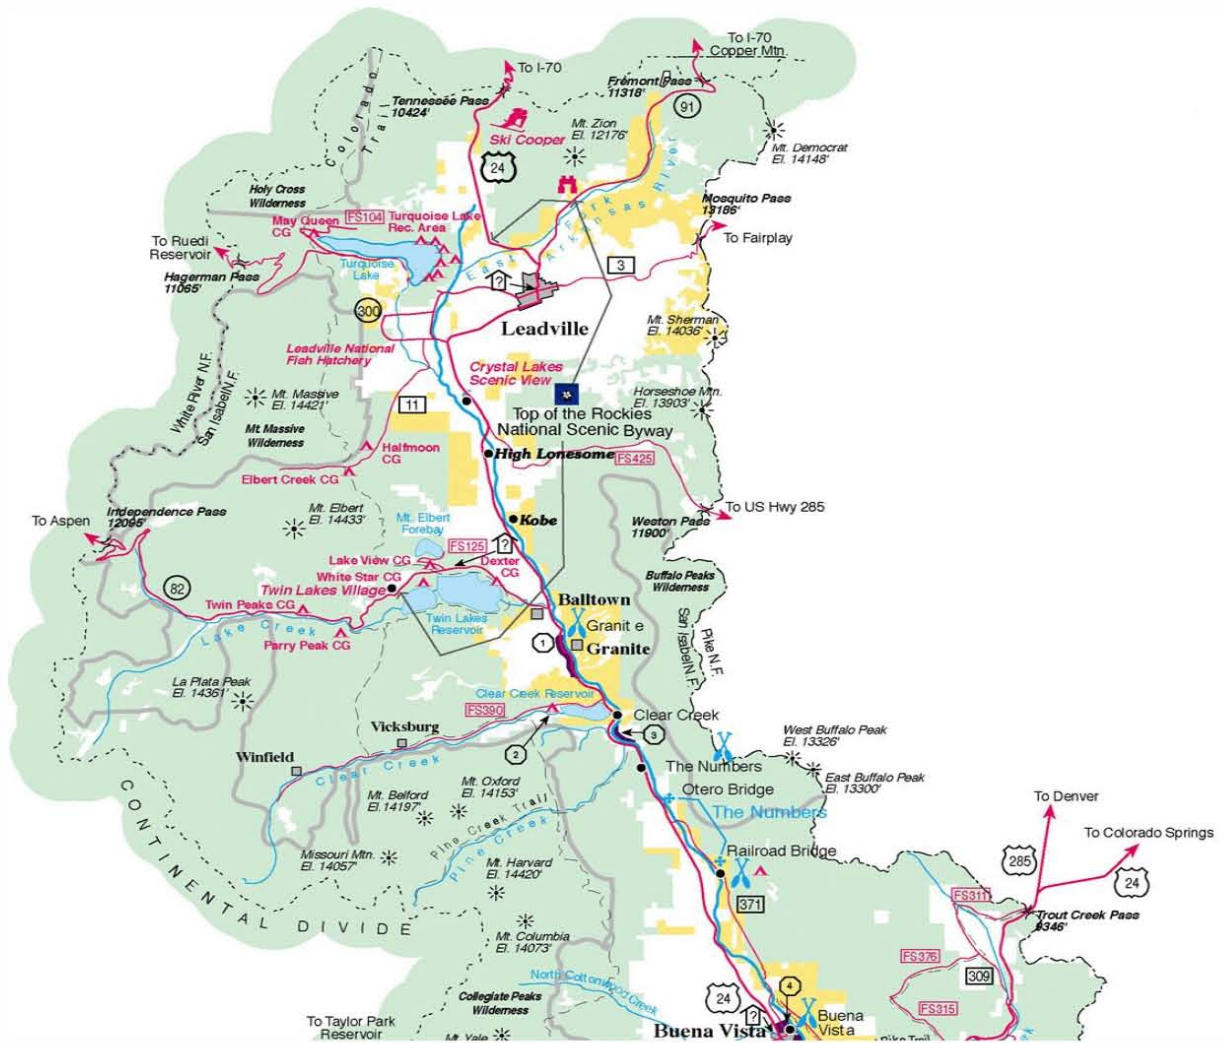 To I-70
Copper Mtn.
To I-70
Fremont Pass
11318'
Tennessee Pass
10424'
91
Colorado
Trail
Ski Cooper
Mt. Zion
El. 12176'
Mt. Democrat
El. 14148'
24
Holy Cross
Wilderness
Mosquito Pass
13186'
To Fairplay
May Queen
CG
FS104
Turquoise Lake
Rec. Area
East Fork
Arkansas River
To Ruedi
Reservoir
Hagerman Pass
11065'
Turquoise
Lake
3
?
300
Leadville
Mt. Sherman
El. 14036'
Leadville National
Fish Hatchery
Crystal Lakes
Scenic View
White River N.F.
San Isabel N.F.
Mt. Massive
El. 14421'
11
Horseshoe Mtn.
El. 13903'
Top of the Rockies
National Scenic Byway
Mt. Massive
Wilderness
Halfmoon
CG
High Lonesome
FS425
Elbert Creek CG
To Aspen
Independence Pass
12095'
Mt. Elbert
El. 14433'
Mt. Elbert
Forebay
Kobe
To US Hwy 285
Weston Pass
11900'
FS125
?
Lake View CG
Dexter
CG
White Star CG
Twin Lakes Village
82
Buffalo Peaks
Wilderness
Twin Peaks CG
Balltown
Lake Creek
Twin Lakes
Reservoir
Granite
Parry Peak CG
1
Granite
San Isabel N.F.
Pike N.F.
La Plata Peak
El. 14361'
Clear Creek Reservoir
FS390
Clear Creek
Vicksburg
2
3
West Buffalo Peak
El. 13326'
Winfield
Clear Creek
The Numbers
East Buffalo Peak
El. 13300'
Mt. Oxford
El. 14153'
Otero Bridge
Mt. Belford
El. 14197'
The Numbers
To Denver
Pine Creek Trail
Pine Creek
To Colorado Springs
Missouri Mtn.
El. 14057'
Railroad Bridge
285
Mt. Harvard
El. 14420'
24
CONTINENTAL DIVIDE
371
FS311
Trout Creek Pass
9346'
Mt. Columbia
El. 14073'
FS376
North Cottonwood Creek
309
4
Collegiate Peaks
Wilderness
24
FS315
To Taylor Park
Reservoir
?
Buena
Vista
Mt. Yale
Buena Vista